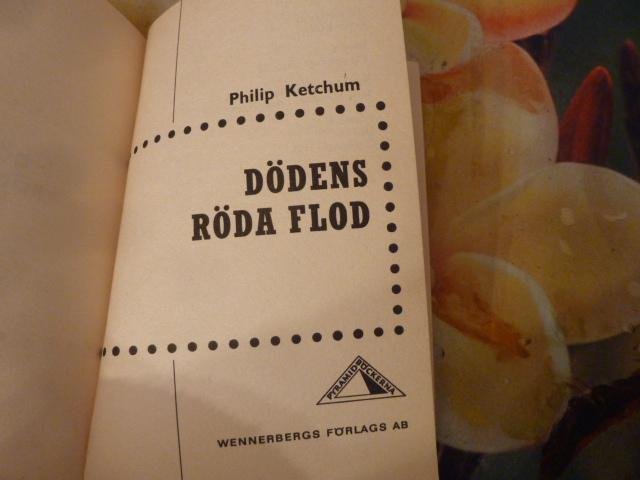 Philip Ketchum
DÖDENS
RÖDA FLOD
PYRAMIDBÖCKERNA
WENNERBERGS FÖRLAGS AB